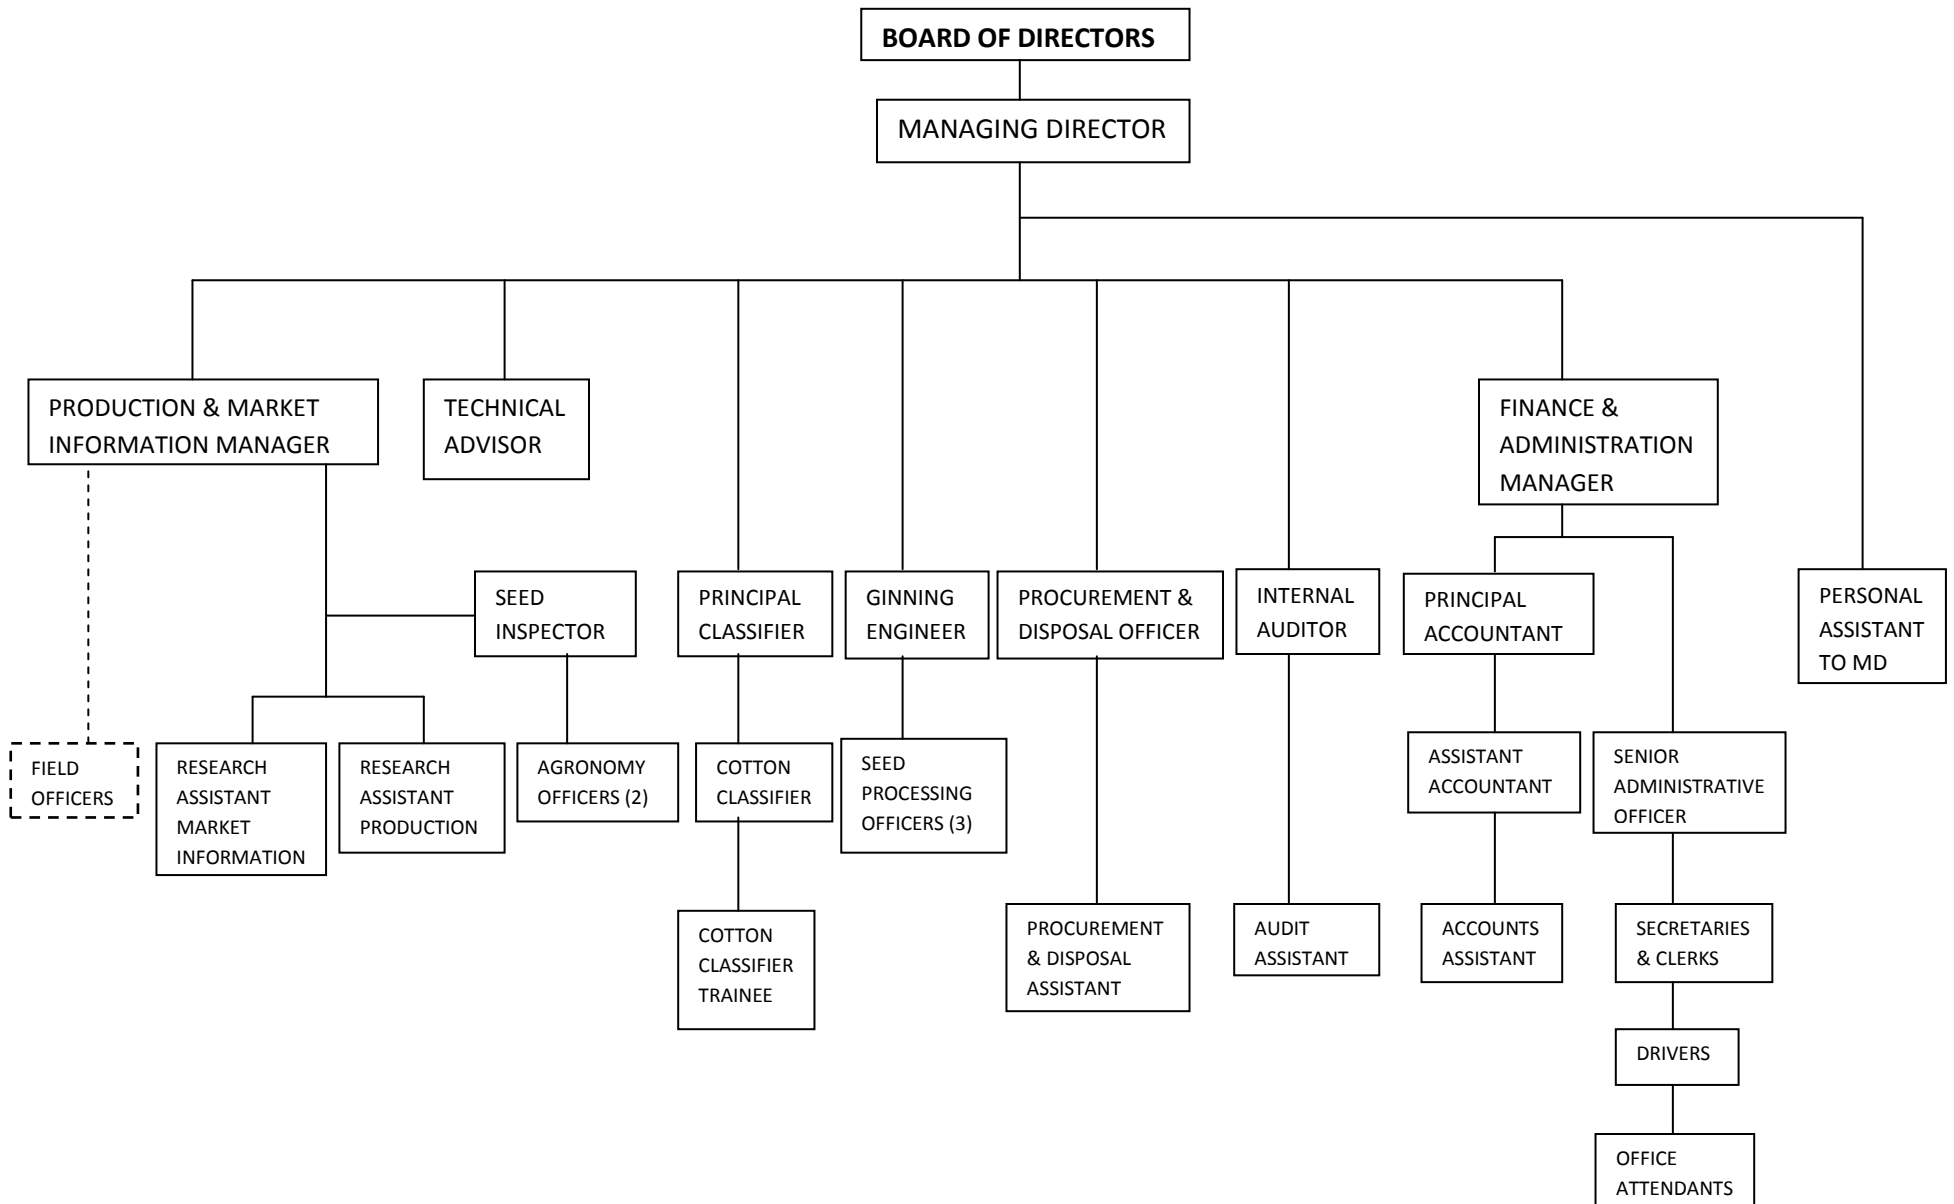 BOARD OF DIRECTORS
MANAGING DIRECTOR
PRODUCTION & MARKET
INFORMATION MANAGER
TECHNICAL
ADVISOR
FINANCE &
ADMINISTRATION
MANAGER
SEED
INSPECTOR
PRINCIPAL
CLASSIFIER
GINNING
ENGINEER
PROCUREMENT &
DISPOSAL OFFICER
INTERNAL
AUDITOR
PRINCIPAL
ACCOUNTANT
PERSONAL
ASSISTANT
TO MD
FIELD
OFFICERS
RESEARCH
ASSISTANT
MARKET
INFORMATION
RESEARCH
ASSISTANT
PRODUCTION
AGRONOMY
OFFICERS (2)
COTTON
CLASSIFIER
SEED
PROCESSING
OFFICERS (3)
ASSISTANT
ACCOUNTANT
SENIOR
ADMINISTRATIVE
OFFICER
COTTON
CLASSIFIER
TRAINEE
PROCUREMENT
& DISPOSAL
ASSISTANT
AUDIT
ASSISTANT
ACCOUNTS
ASSISTANT
SECRETARIES
& CLERKS
DRIVERS
OFFICE
ATTENDANTS